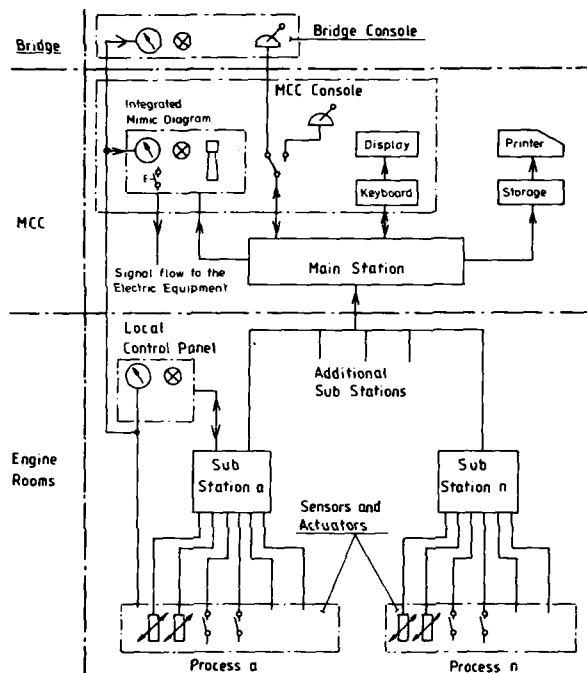 Bridge
Bridge Console
MCC Console
Integrated
Mimic Diagram
F
Display
Keyboard
Printer
Storage
MCC
Signal flow to the
Electric Equipment
Main Station
Local
Control Panel
Additional
Sub Stations
Engine
Rooms
Sub
Station a
Sub
Station n
Sensors and
Actuators
Process a
Process n